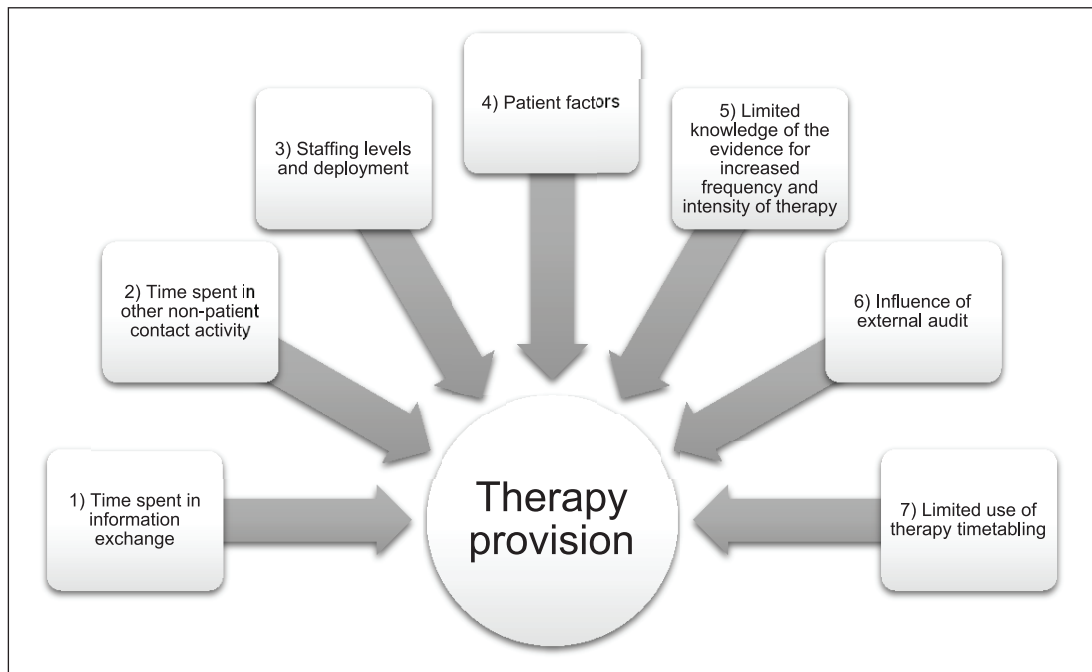 1) Time spent in
information
exchange
2) Time spent in
other non-patient
contact activity
3) Staffing levels
and deployment
4) Patient factors
5) Limited
knowledge of the
evidence for
increased
frequency and
intensity of therapy
6) Influence of
external audit
7) Limited use of
therapy timetabling
Therapy
provision